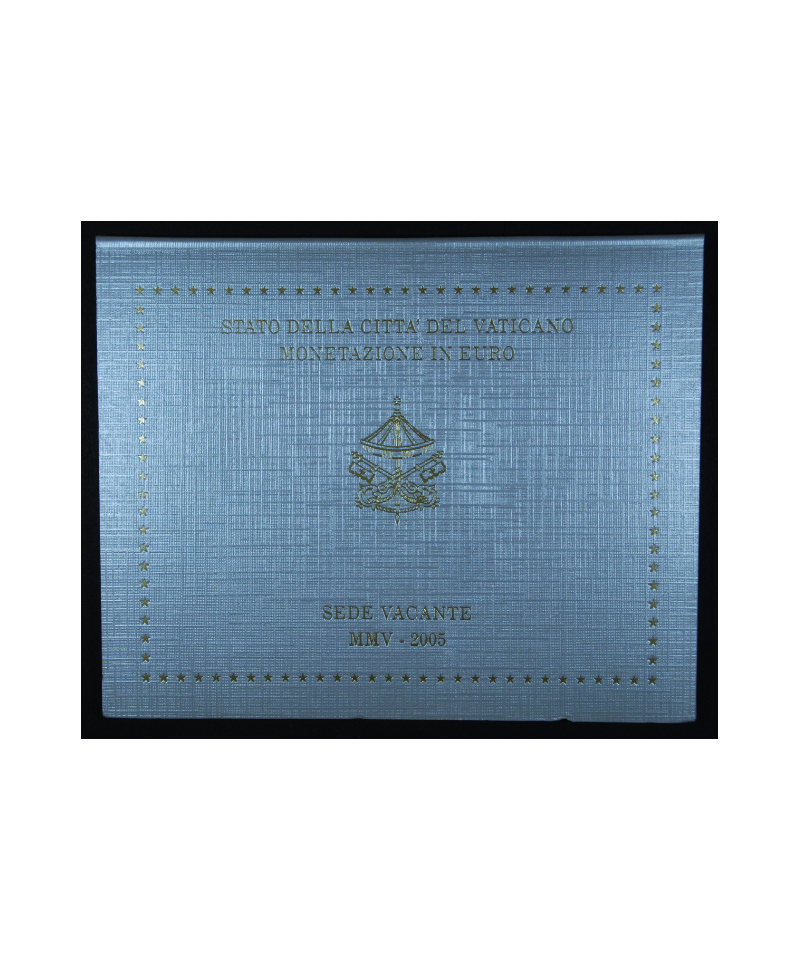 STATO DELLA CITTA' DEL VATICANO
MONETAZIONE IN EURO
SEDE VACANTE
MMV - 2005